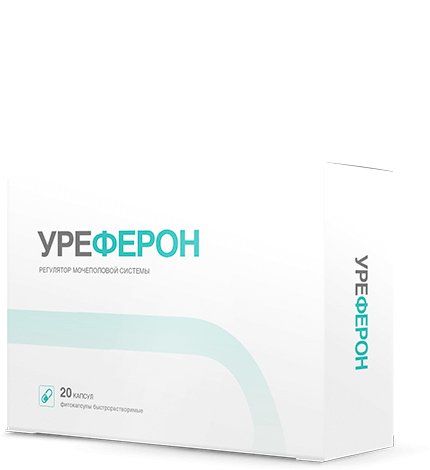 УРЕФЕРОН
РЕГУЛЯТОР МОЧЕПОЛОВОЙ СИСТЕМЫ
20 КАПСУЛ
фитокапсулы быстрорастворимые
УРЕФЕРОН